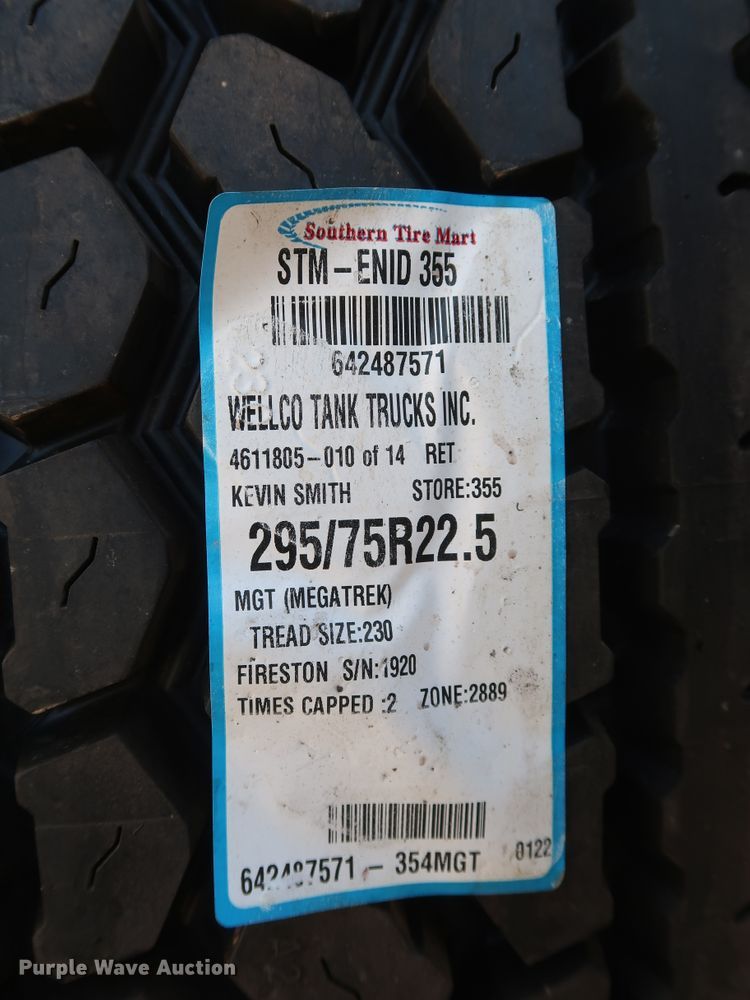 Southern Tire Mart
STM-ENID 355
642487571
WELLCO TANK TRUCKS INC.
4611805-010 of 14 RET
KEVIN SMITH STORE:355
295/75R22.5
MGT (MEGATREK)
TREAD SIZE:230
FIRESTON S/N:1920
TIMES CAPPED :2 ZONE:2889
642487571 - 354MGT 0122
Purple Wave Auction